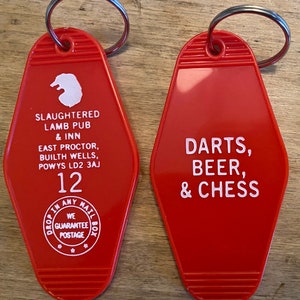 SLAUGHTERED
LAMB PUB
& INN
EAST PROCTOR,
BUILTH WELLS,
POWYS LD2 3AJ
12
DROP IN ANY MAIL BOX
WE
GUARANTEE
POSTAGE
DARTS,
BEER,
& CHESS